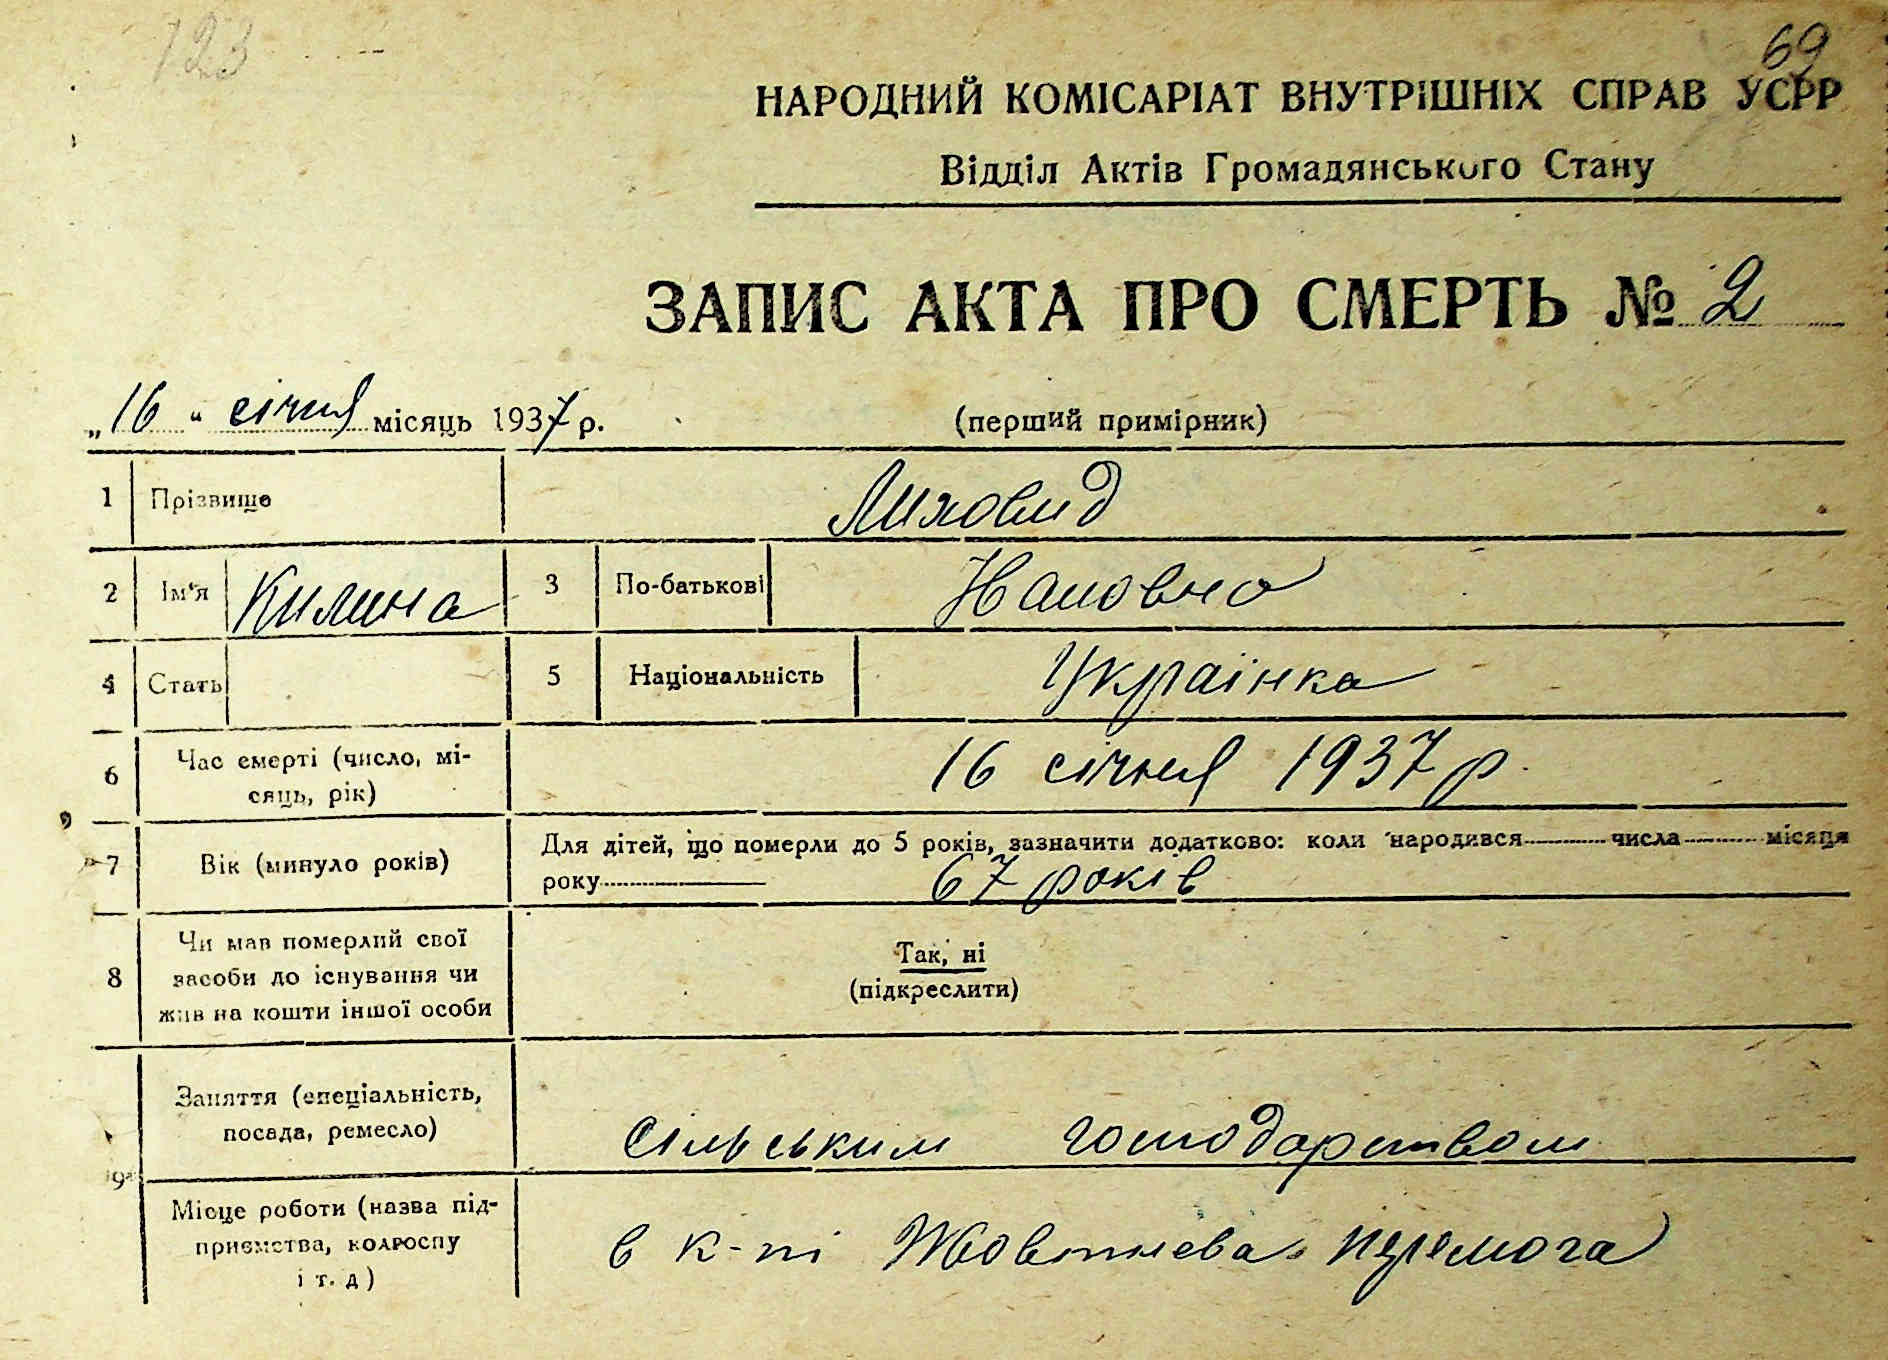 123
69
НАРОДНИЙ КОМІСАРІАТ ВНУТРІШНІХ СПРАВ УСРР
Відділ Актів Громадянського Стану
ЗАПИС АКТА ПРО СМЕРТЬ № 2
„16“ січня місяць 1937 р. (перший примірник)
1 Прізвище Лиховид
2 Ім'я Килина 3 По-батькові
4 Стать 5 Національність Українка
6 Час смерті (число, мі-
сяць, рік) 16 січня 1937 р.
7 Вік (минуло років) Для дітей, що померли до 5 років, зазначити додатково: коли народився числа місяця
року 67 років
8 Чи мав померлий свої
засоби до існування чи
жив на кошти іншої особи
Так, ні
(підкреслити)
9 Заняття (спеціальність,
посада, ремесло) сільським господарством
Місце роботи (назва під-
приємства, колгоспу
і т. д) в к-пі Жовтнева перемога